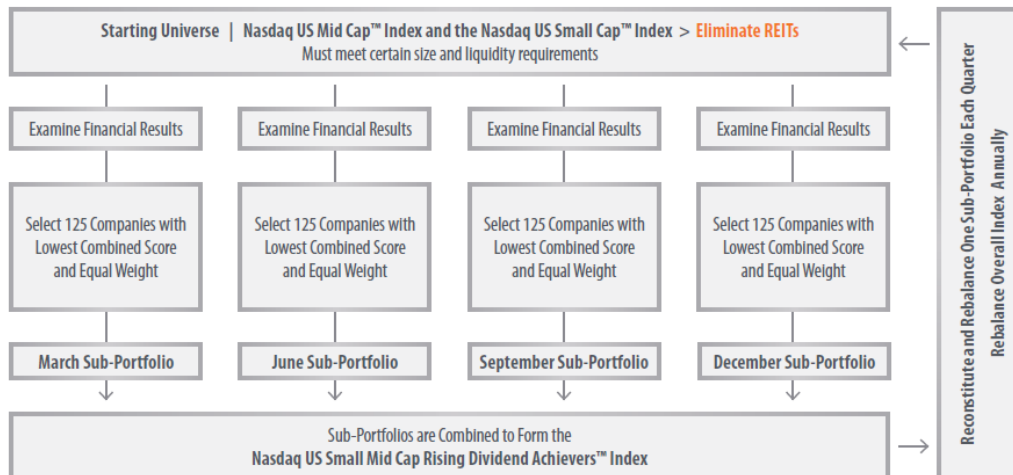 Starting Universe | Nasdaq US Mid Cap™ Index and the Nasdaq US Small Cap™ Index > Eliminate REITs
Must meet certain size and liquidity requirements
Examine Financial Results
Select 125 Companies with
Lowest Combined Score
and Equal Weight
March Sub-Portfolio
Examine Financial Results
Select 125 Companies with
Lowest Combined Score
and Equal Weight
June Sub-Portfolio
Examine Financial Results
Select 125 Companies with
Lowest Combined Score
and Equal Weight
September Sub-Portfolio
Examine Financial Results
Select 125 Companies with
Lowest Combined Score
and Equal Weight
December Sub-Portfolio
Sub-Portfolios are Combined to Form the
Nasdaq US Small Mid Cap Rising Dividend Achievers™ Index
Reconstitute and Rebalance One Sub-Portfolio Each Quarter
Rebalance Overall Index Annually